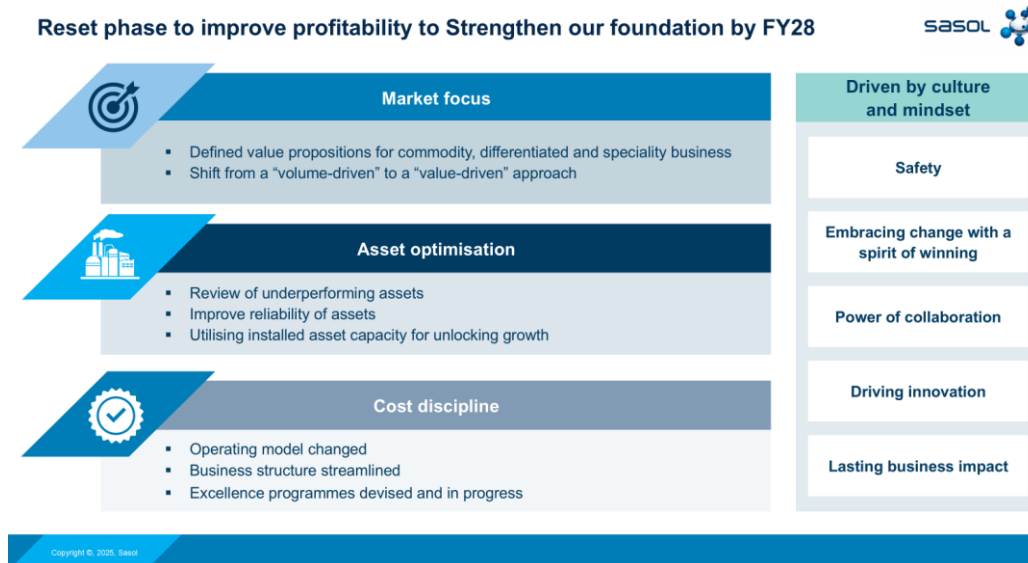 Reset phase to improve profitability to Strengthen our foundation by FY28
sasol
Market focus
▪ Defined value propositions for commodity, differentiated and speciality business
▪ Shift from a “volume-driven” to a “value-driven” approach
Asset optimisation
▪ Review of underperforming assets
▪ Improve reliability of assets
▪ Utilising installed asset capacity for unlocking growth
Cost discipline
▪ Operating model changed
▪ Business structure streamlined
▪ Excellence programmes devised and in progress
Driven by culture
and mindset
Safety
Embracing change with a
spirit of winning
Power of collaboration
Driving innovation
Lasting business impact
Copyright ©, 2025, Sasol